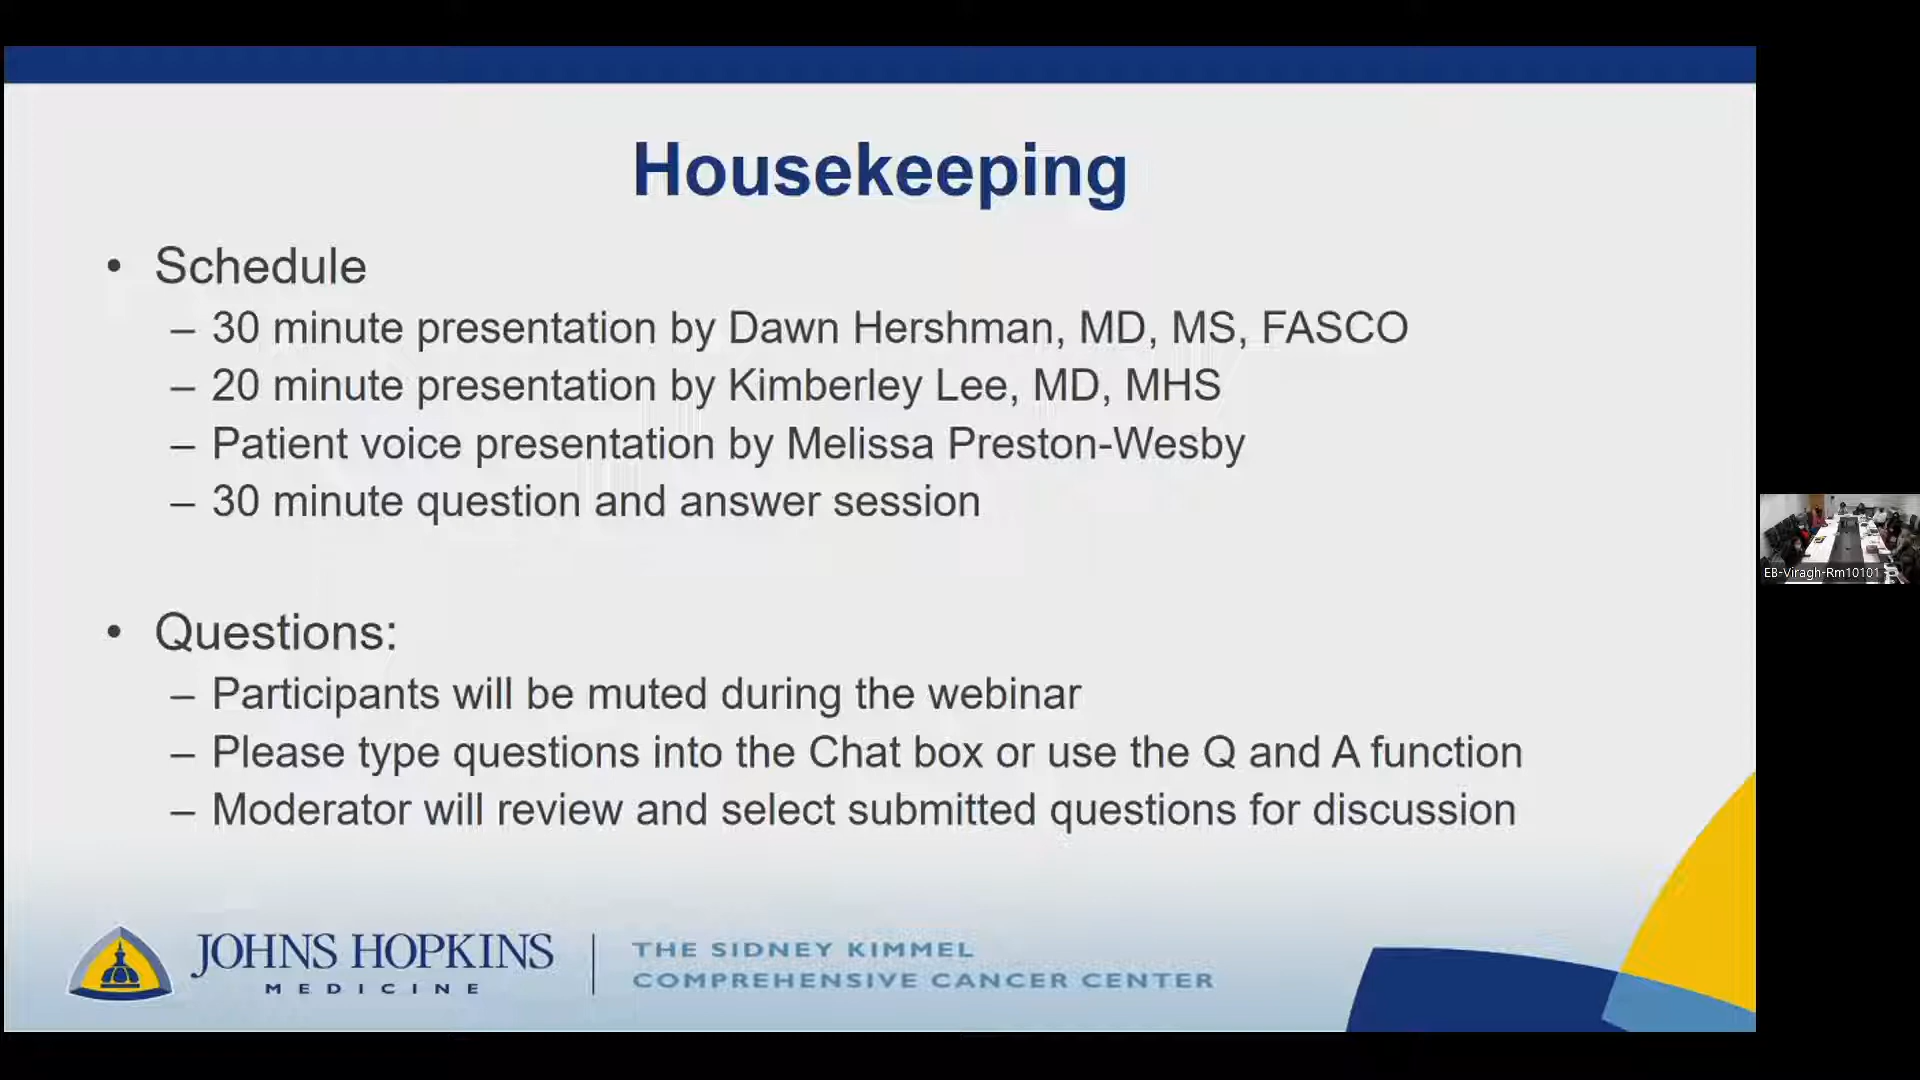 Housekeeping
• Schedule
– 30 minute presentation by Dawn Hershman, MD, MS, FASCO
– 20 minute presentation by Kimberley Lee, MD, MHS
– Patient voice presentation by Melissa Preston-Wesby
– 30 minute question and answer session
• Questions:
– Participants will be muted during the webinar
– Please type questions into the Chat box or use the Q and A function
– Moderator will review and select submitted questions for discussion
JOHNS HOPKINS
MEDICINE
THE SIDNEY KIMMEL
COMPREHENSIVE CANCER CENTER
EB-Viragh-Rm10101